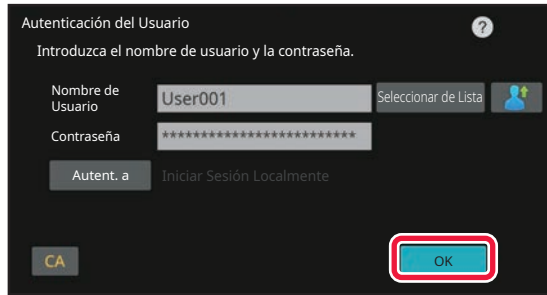 Autenticación del Usuario
?
Introduzca el nombre de usuario y la contraseña.
Nombre de
Usuario
User001
Seleccionar de Lista
Contraseña
**************************
Autent. a
Iniciar Sesión Localmente
CA
OK